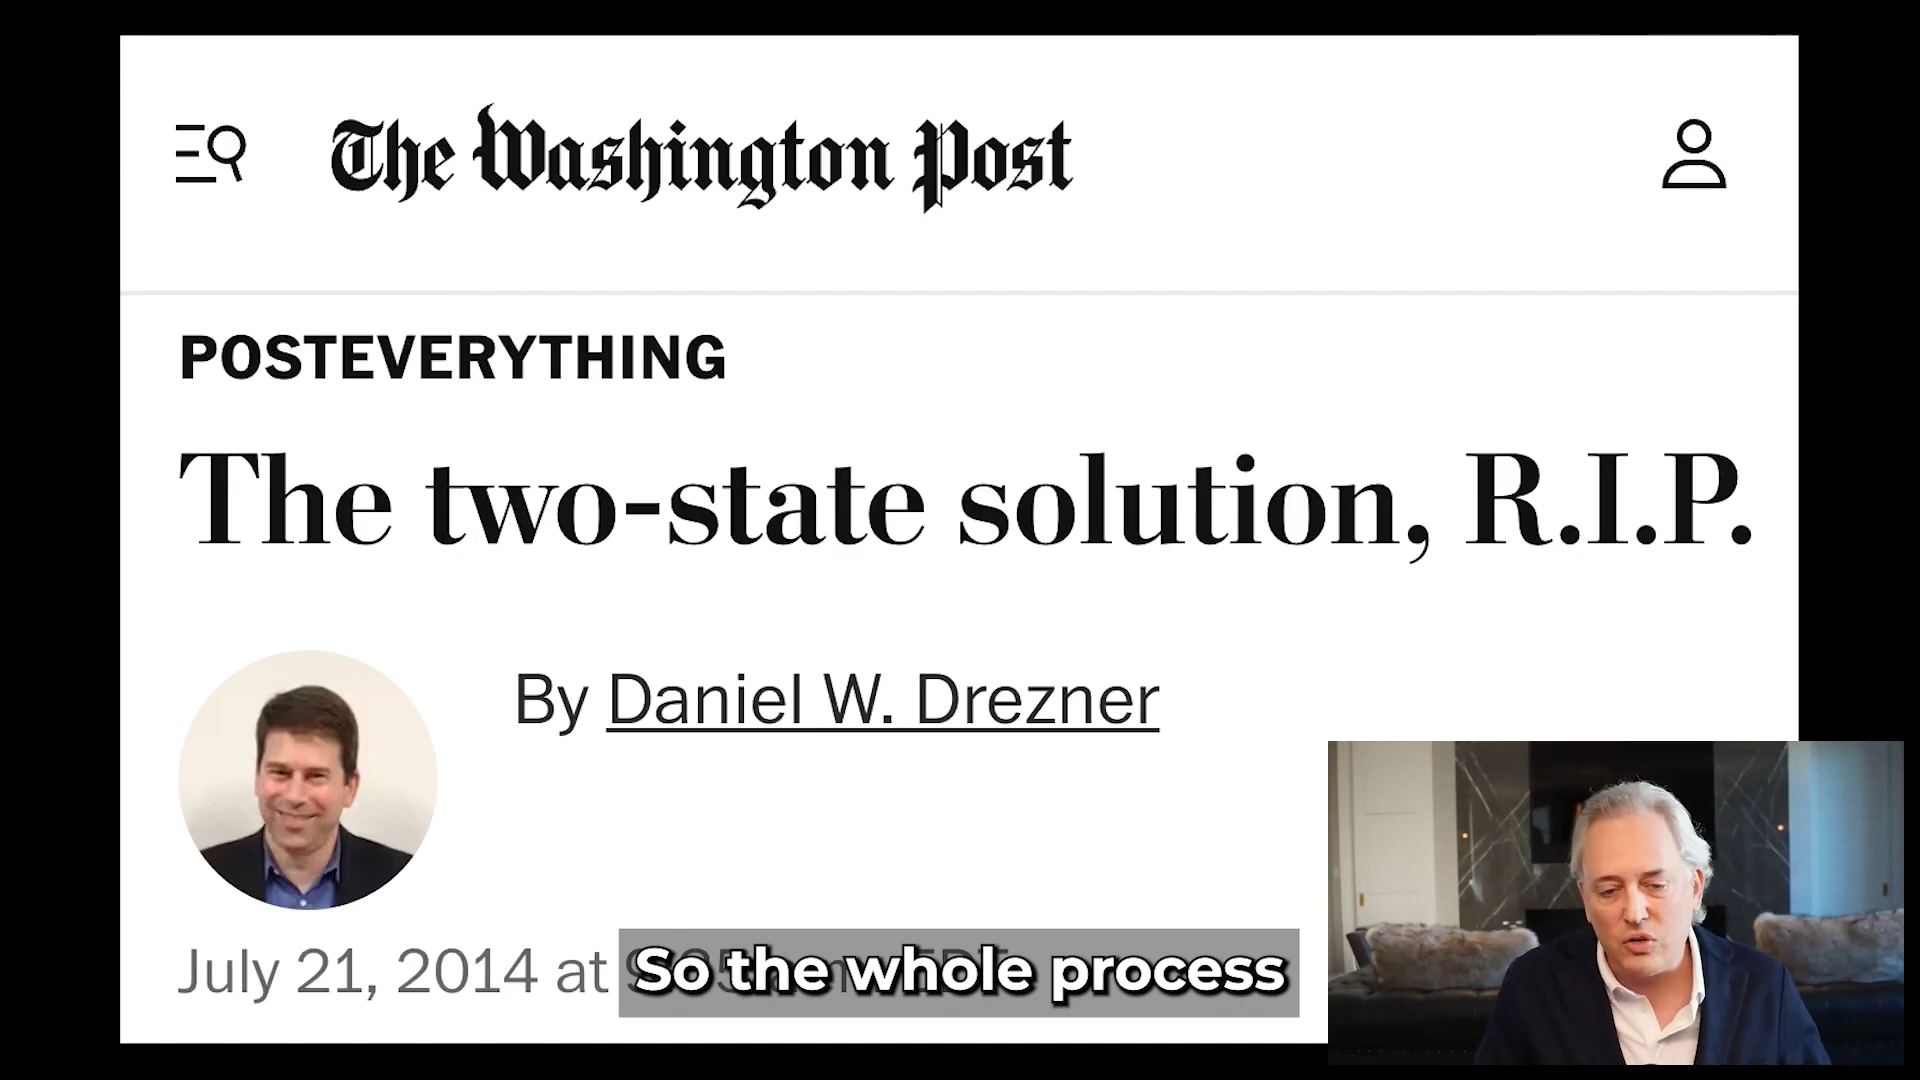 The Washington Post
POSTEVERYTHING
The two-state solution, R.I.P.
By Daniel W. Drezner
July 21, 2014 at
So the whole process